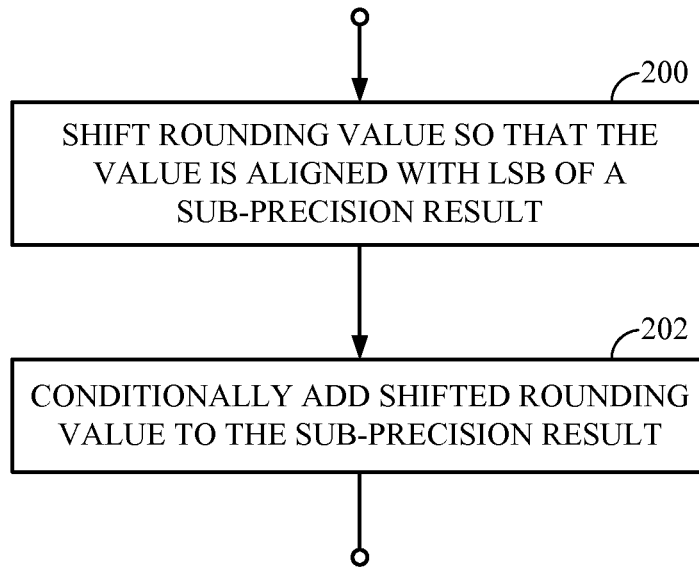 200
SHIFT ROUNDING VALUE SO THAT THE
VALUE IS ALIGNED WITH LSB OF A
SUB-PRECISION RESULT
202
CONDITIONALLY ADD SHIFTED ROUNDING
VALUE TO THE SUB-PRECISION RESULT